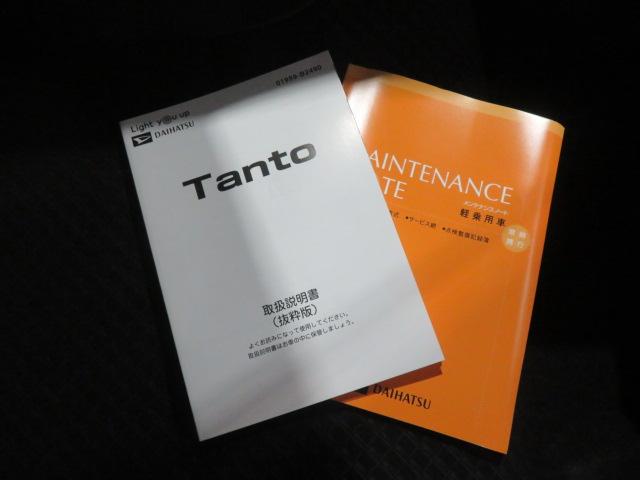 01999-B2490
Light you up
DAIHATSU
Tanto
取扱説明書
(抜粋版)
よくお読みになって使用してください。
取扱説明書はお車の中に保管しましょう。
AINTENANCE
TE
メンテナンスノート
軽乗用車
式 ●サービス網 ●点検整備記録簿
DAIHATSU